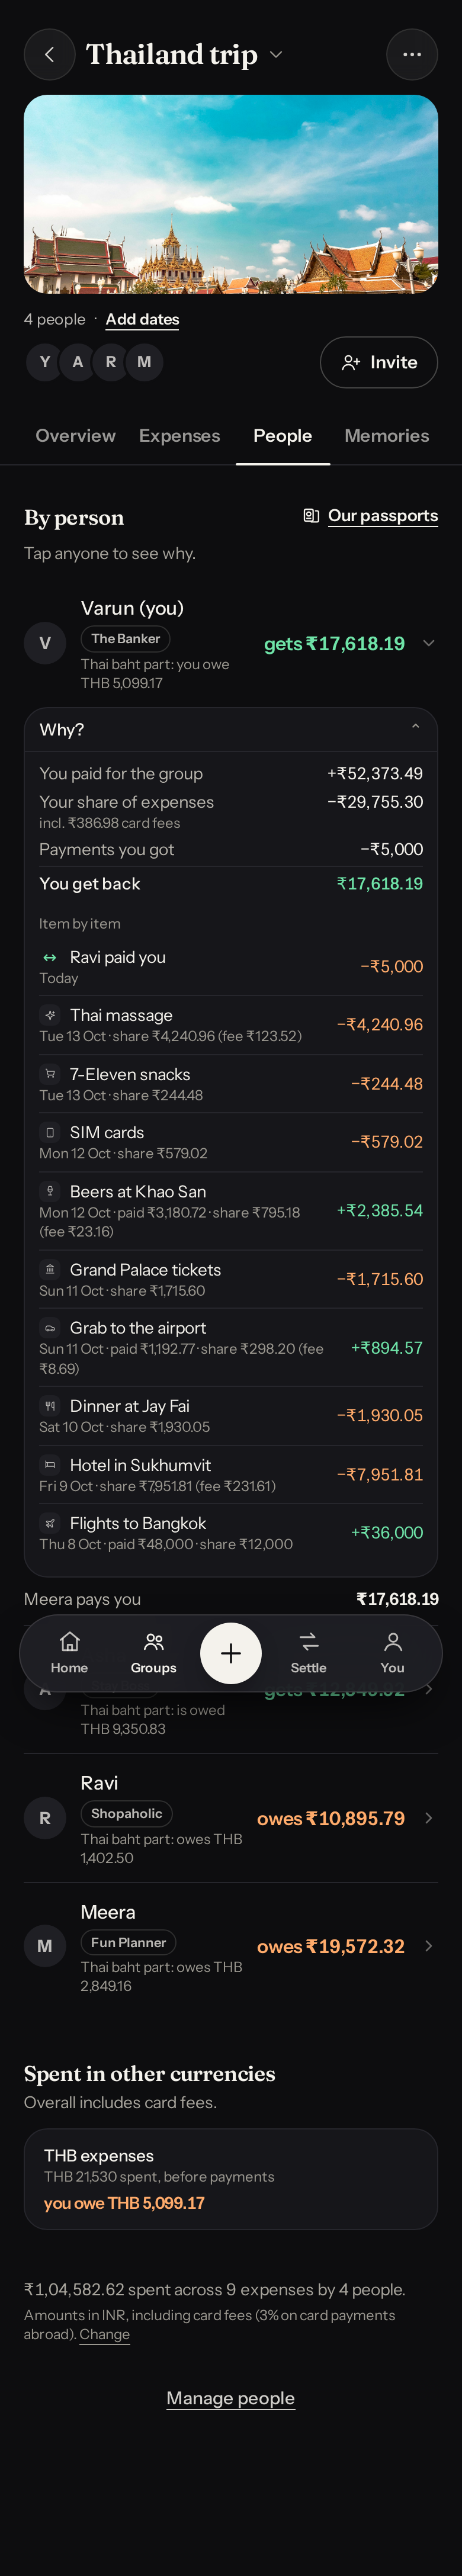 Thailand trip
4 people · Add dates
Y A R M
Invite
Overview Expenses People Memories
By person
Our passports
Tap anyone to see why.
V
Varun (you)
The Banker
Thai baht part: you owe
THB 5,099.17
gets ₹17,618.19
Why?
You paid for the group +₹52,373.49
Your share of expenses −₹29,755.30
incl. ₹386.98 card fees
Payments you got −₹5,000
You get back ₹17,618.19
Item by item
Ravi paid you −₹5,000
Today
Thai massage −₹4,240.96
Tue 13 Oct · share ₹4,240.96 (fee ₹123.52)
7-Eleven snacks −₹244.48
Tue 13 Oct · share ₹244.48
SIM cards −₹579.02
Mon 12 Oct · share ₹579.02
Beers at Khao San +₹2,385.54
Mon 12 Oct · paid ₹3,180.72 · share ₹795.18
(fee ₹23.16)
Grand Palace tickets −₹1,715.60
Sun 11 Oct · share ₹1,715.60
Grab to the airport +₹894.57
Sun 11 Oct · paid ₹1,192.77 · share ₹298.20 (fee
₹8.69)
Dinner at Jay Fai −₹1,930.05
Sat 10 Oct · share ₹1,930.05
Hotel in Sukhumvit −₹7,951.81
Fri 9 Oct · share ₹7,951.81 (fee ₹231.61)
Flights to Bangkok +₹36,000
Thu 8 Oct · paid ₹48,000 · share ₹12,000
Meera pays you ₹17,618.19
Home Groups Settle You
gets
Thai baht part: is owed
THB 9,350.83
R
Ravi
Shopaholic
Thai baht part: owes THB
1,402.50
owes ₹10,895.79
M
Meera
Fun Planner
Thai baht part: owes THB
2,849.16
owes ₹19,572.32
Spent in other currencies
Overall includes card fees.
THB expenses
THB 21,530 spent, before payments
you owe THB 5,099.17
₹1,04,582.62 spent across 9 expenses by 4 people.
Amounts in INR, including card fees (3% on card payments
abroad). Change
Manage people